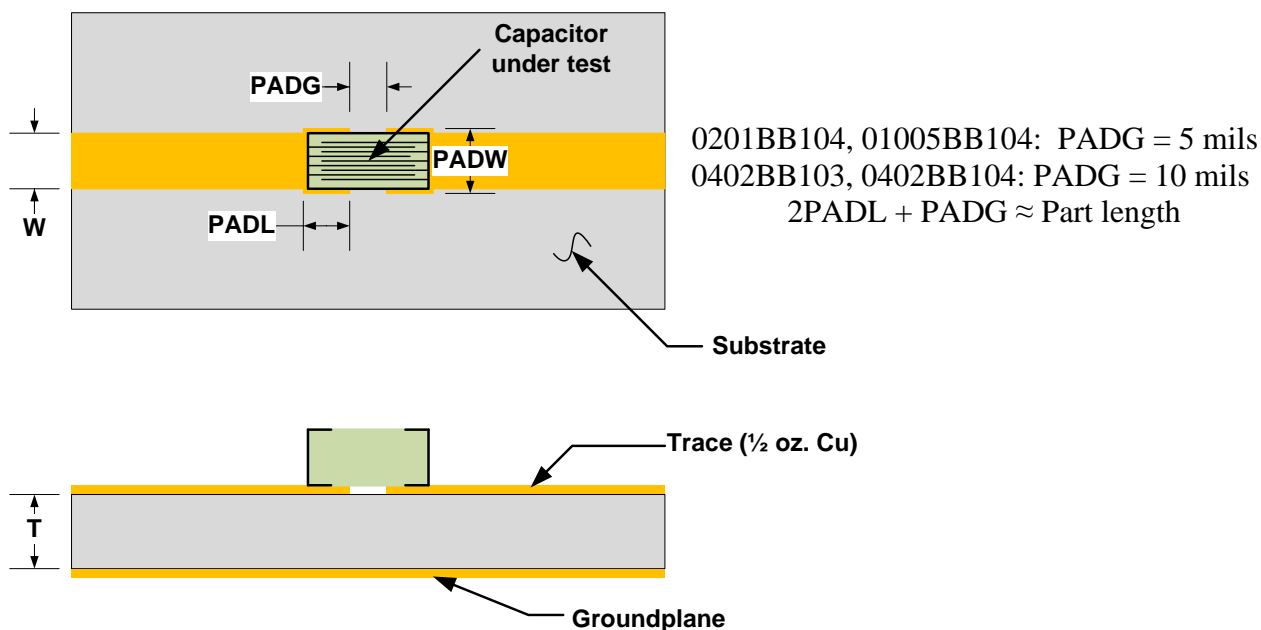 Capacitor
under test
PADG
PADW
W
PADL
0201BB104, 01005BB104: PADG = 5 mils
0402BB103, 0402BB104: PADG = 10 mils
2PADL + PADG ≈ Part length
Substrate
Trace (½ oz. Cu)
T
Groundplane